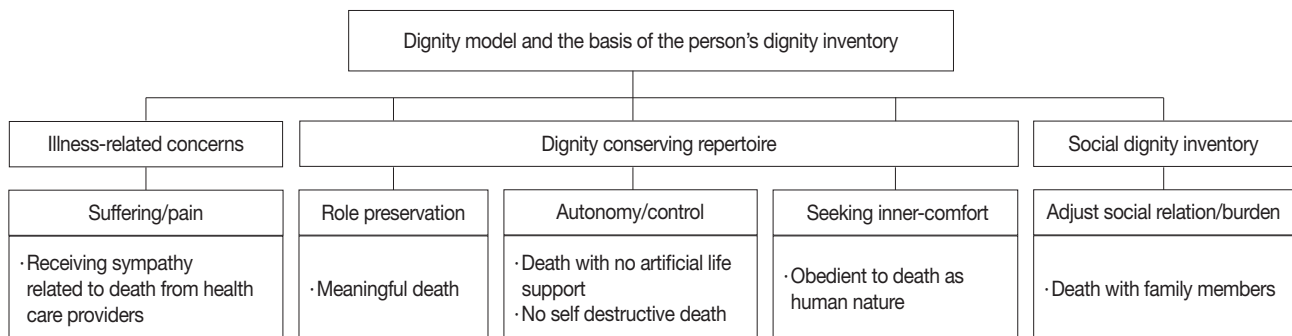 Dignity model and the basis of the person's dignity inventory
Illness-related concerns
Dignity conserving repertoire
Social dignity inventory
Suffering/pain
Role preservation
Autonomy/control
Seeking inner-comfort
Adjust social relation/burden
·Receiving sympathy
related to death from health
care providers
·Meaningful death
·Death with no artificial life
support
·No self destructive death
·Obedient to death as
human nature
·Death with family members